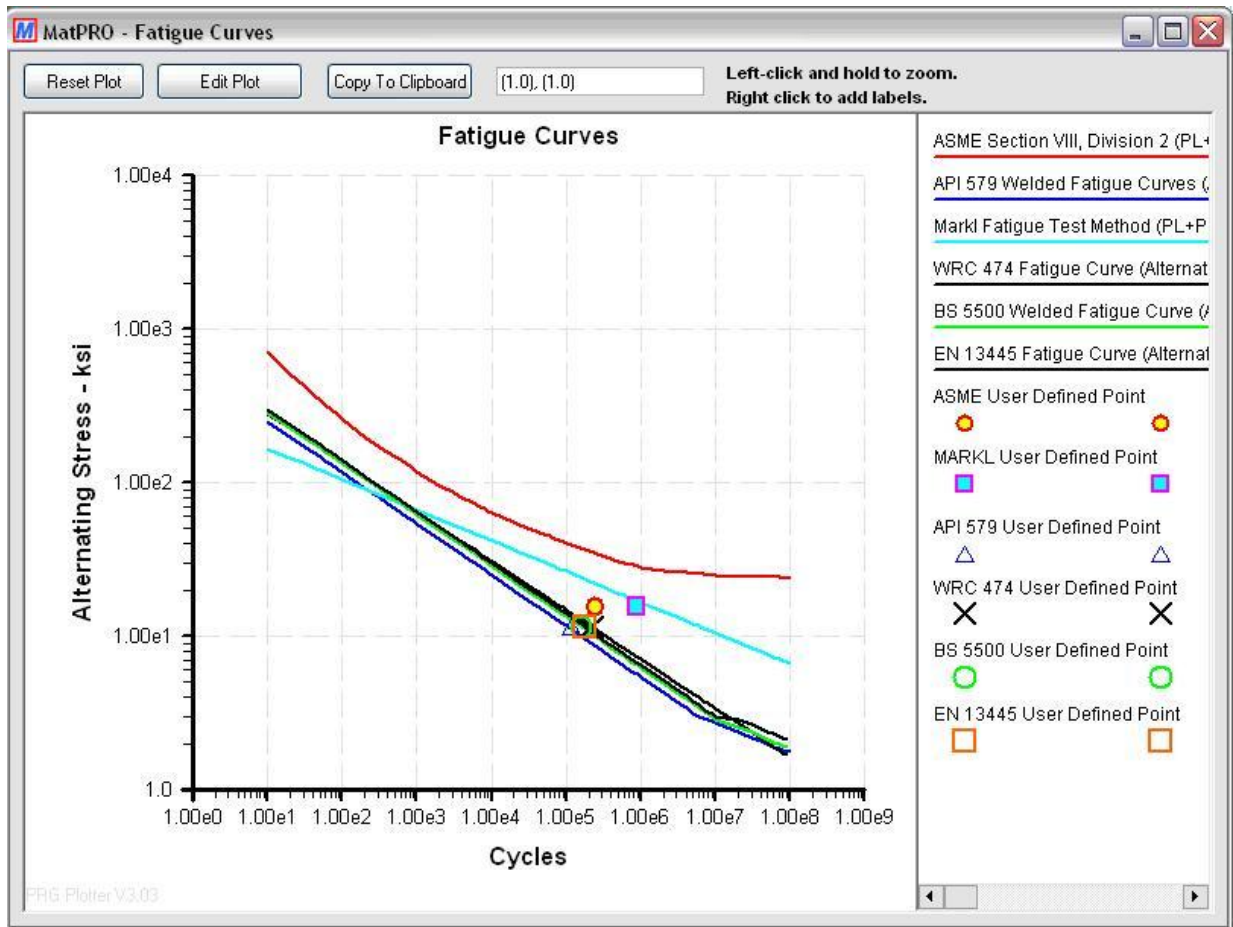 MatPRO - Fatigue Curves
Reset Plot Edit Plot Copy To Clipboard (1.0), (1.0) Left-click and hold to zoom.
Right click to add labels.
Fatigue Curves
1.00e4
1.00e3
1.00e2
1.00e1
1.0
Alternating Stress - ksi
1.00e0 1.00e1 1.00e2 1.00e3 1.00e4 1.00e5 1.00e6 1.00e7 1.00e8 1.00e9
Cycles
PRG Plotter V3.03
ASME Section VIII, Division 2 (PL+
API 579 Welded Fatigue Curves (
Markl Fatigue Test Method (PL+P
WRC 474 Fatigue Curve (Alternat
BS 5500 Welded Fatigue Curve (A
EN 13445 Fatigue Curve (Alternat
ASME User Defined Point
MARKL User Defined Point
API 579 User Defined Point
WRC 474 User Defined Point
BS 5500 User Defined Point
EN 13445 User Defined Point